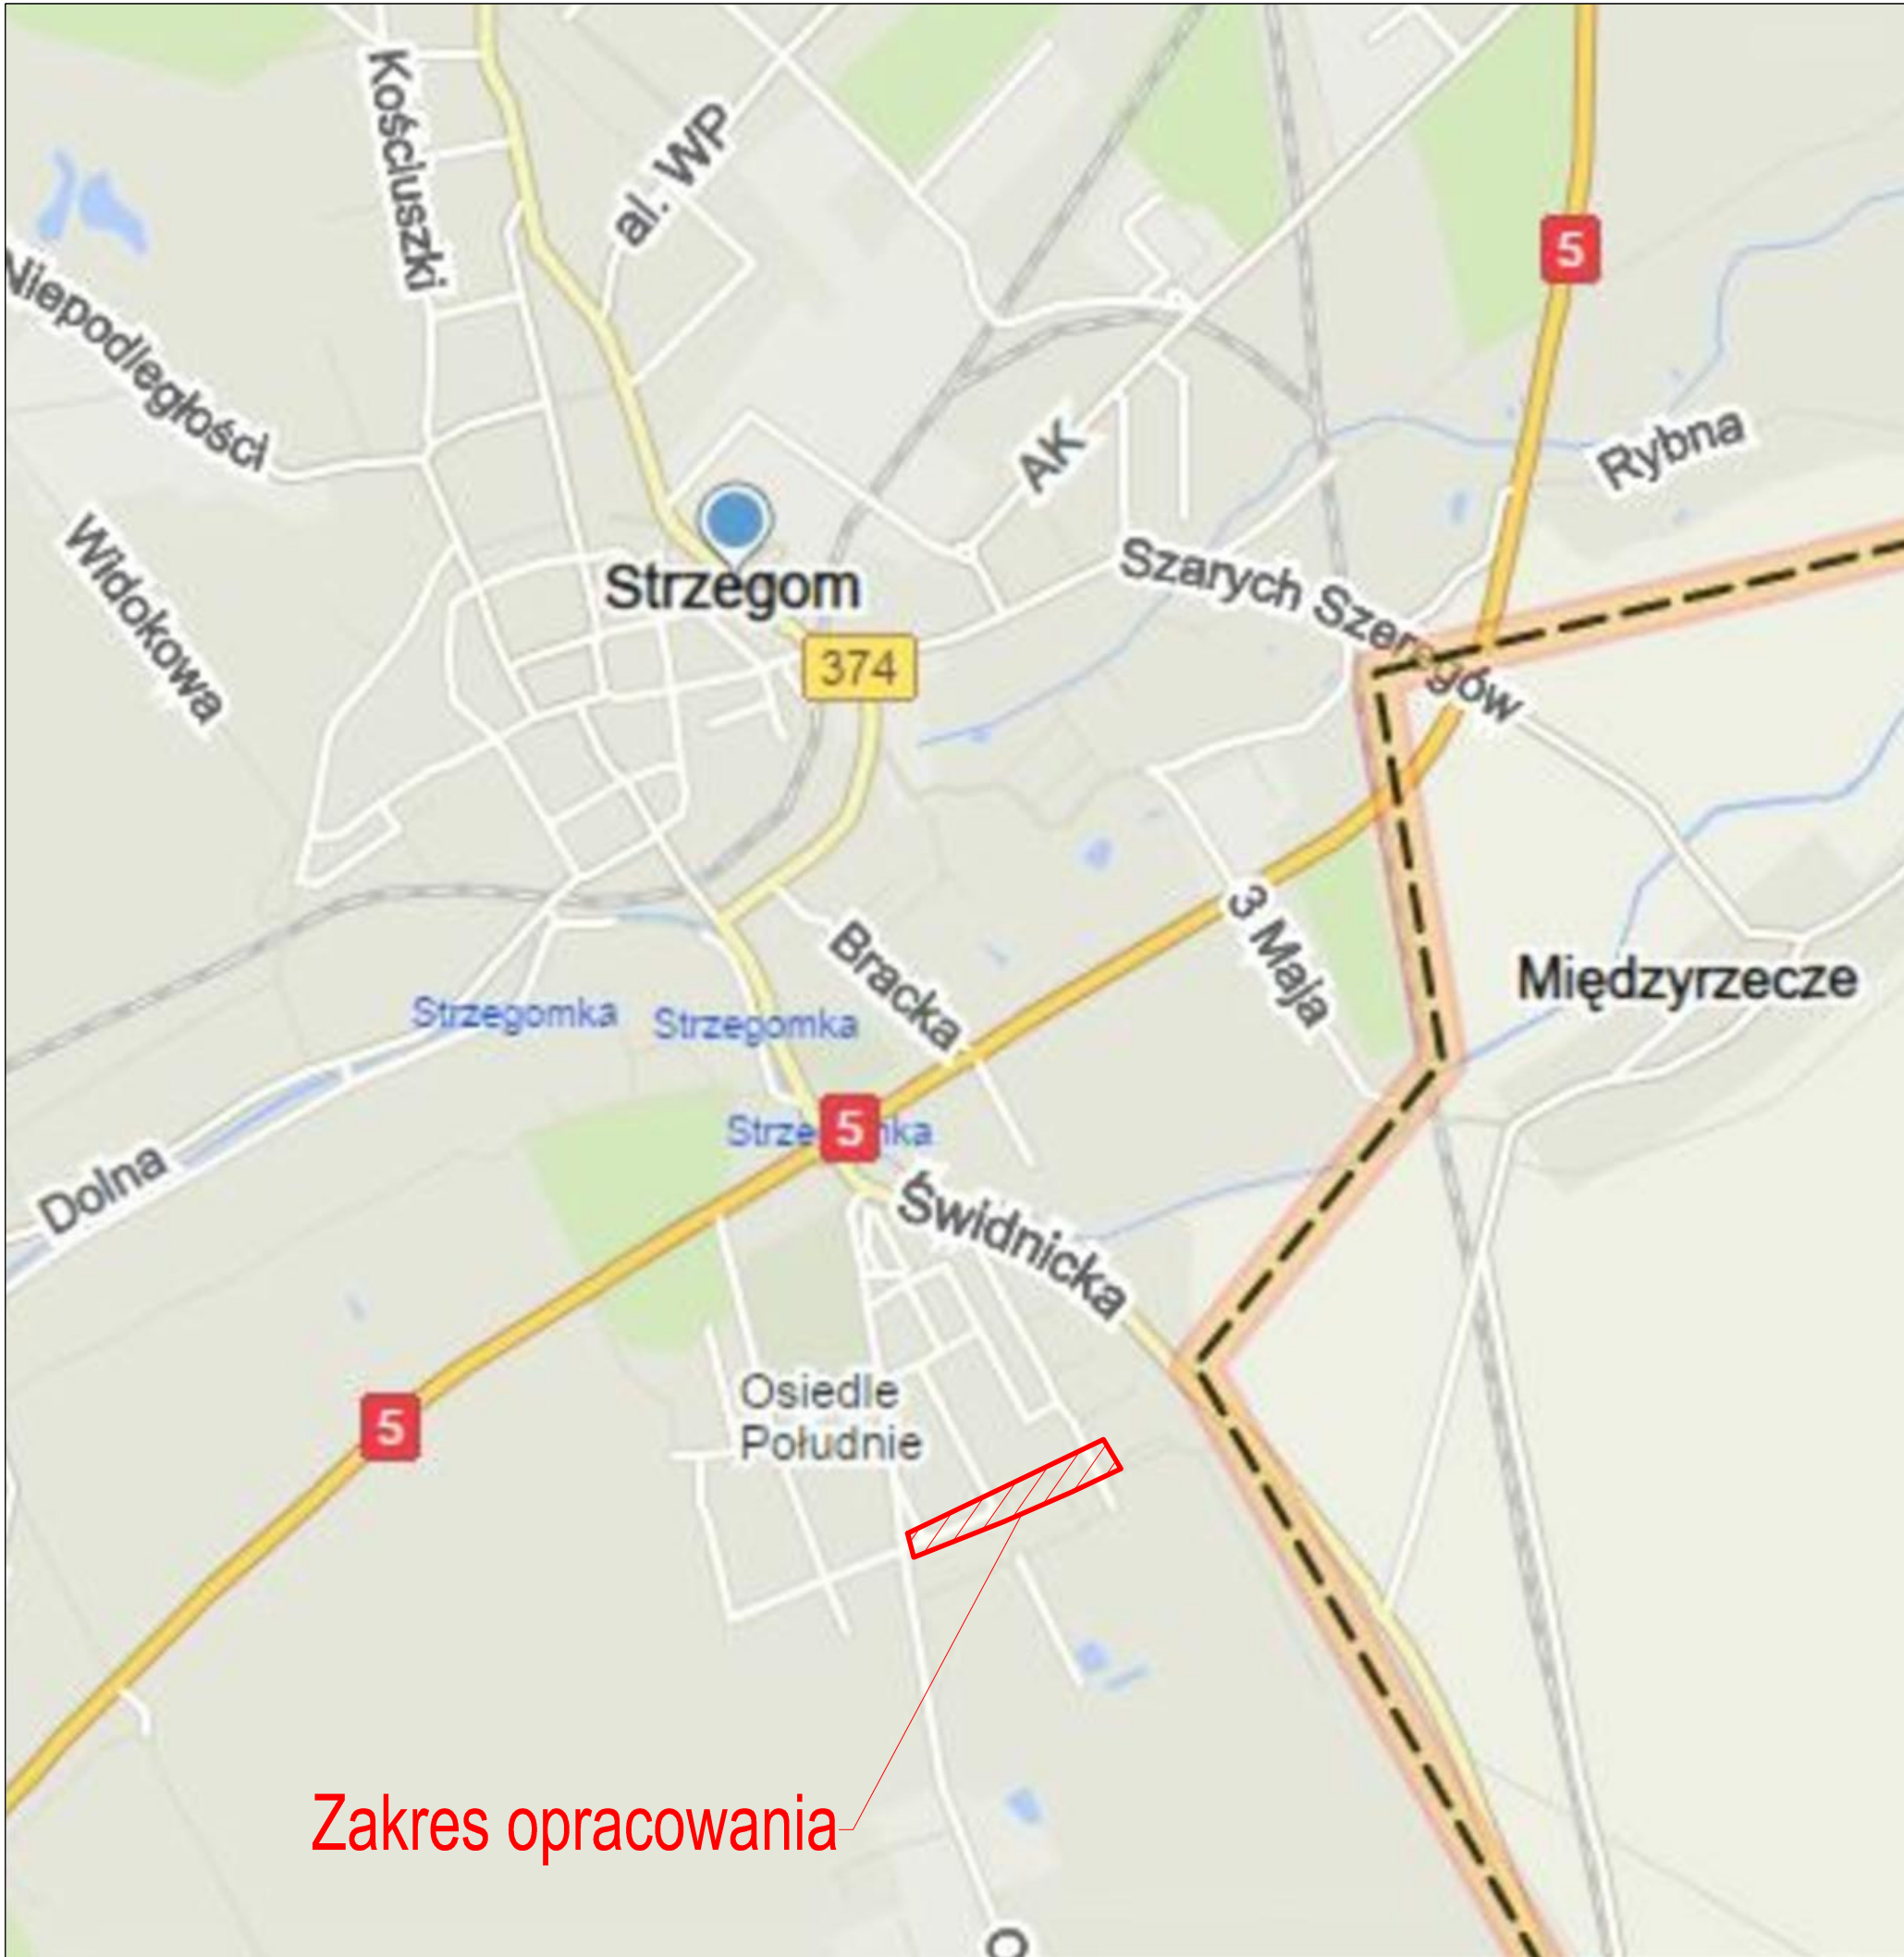 Kościuszki
al. WP
5
Niepodległości
AK
Rybna
Widokowa
Strzegom
Szarych Szeregów
374
3 Maja
Bracka
Międzyrzecze
Strzegomka
Strzegomka
Strzegomka
5
Dolna
Świdnicka
Osiedle
Południe
5
Zakres opracowania